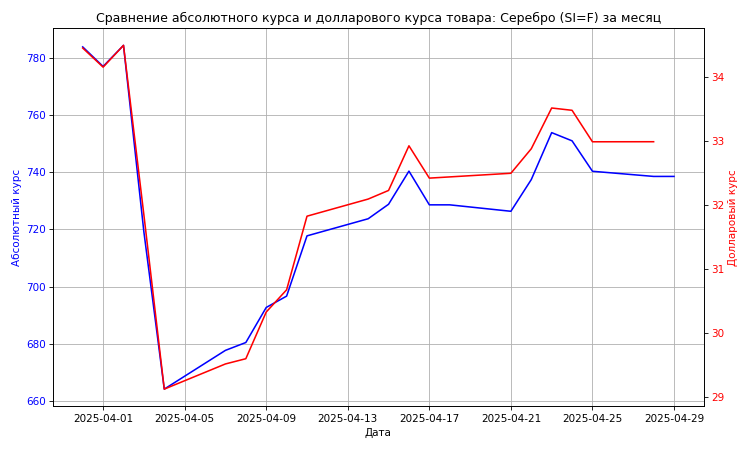 Сравнение абсолютного курса и долларового курса товара: Серебро (SI=F) за месяц
780
760
740
720
700
680
660
Абсолютный курс
34
33
32
31
30
29
Долларовый курс
2025-04-01 2025-04-05 2025-04-09 2025-04-13 2025-04-17 2025-04-21 2025-04-25 2025-04-29
Дата